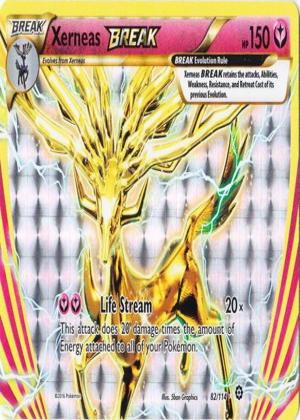 BREAK
Xerneas BREAK
HP 150
Evolves from Xerneas
BREAK Evolution Rule
Xerneas BREAK retains the attacks, Abilities,
Weakness, Resistance, and Retreat Cost of its
previous Evolution.
Life Stream 20x
This attack does 20 damage times the amount of
Energy attached to all of your Pokémon.
©2016 Pokémon
Illus. 5ban Graphics
82/114